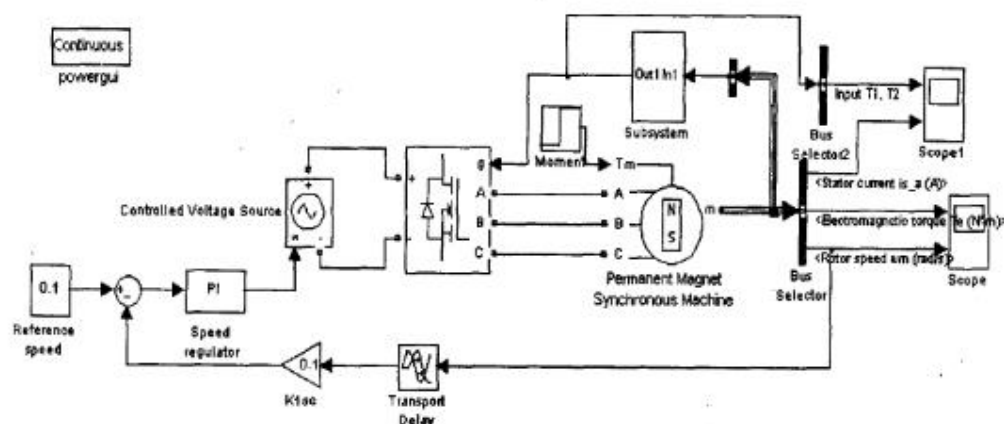 Continuous
powergui
Out1 In1
Subsystem
Input T1, T2
Bus
Selector2
Scope1
Moment
Tm
g
A
B
C
A
B
C
m
N
S
+
-
Controlled Voltage Source
+
-
<Stator current is_a (A)>
<Electromagnetic torque Te (N*m)>
<Rotor speed wm (rad/s)>
Permanent Magnet
Synchronous Machine
Bus
Selector
Scope
0.1
Reference
speed
PI
Speed
regulator
0.1
Transport
Delay